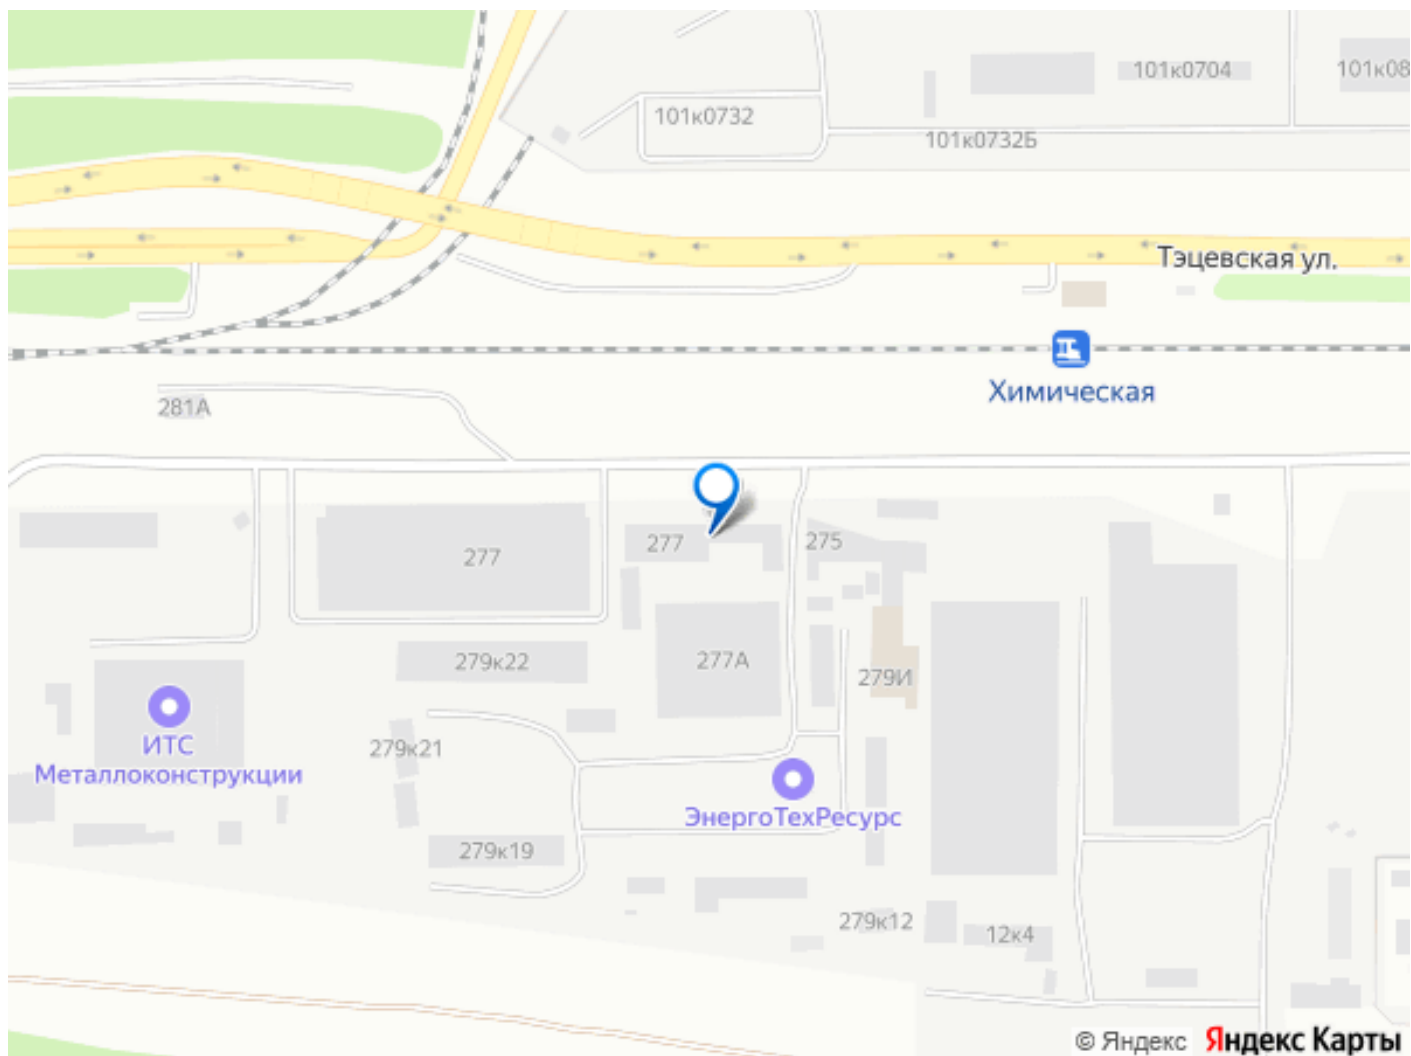 101к0704
101к08
101к0732
101к0732Б
Тэцевская ул.
Химическая
281А
277
277
275
279к22
277А
279И
ИТС
Металлоконструкции
279к21
ЭнергоТехРесурс
279к19
279к12
12к4
© Яндекс Яндекс Карты